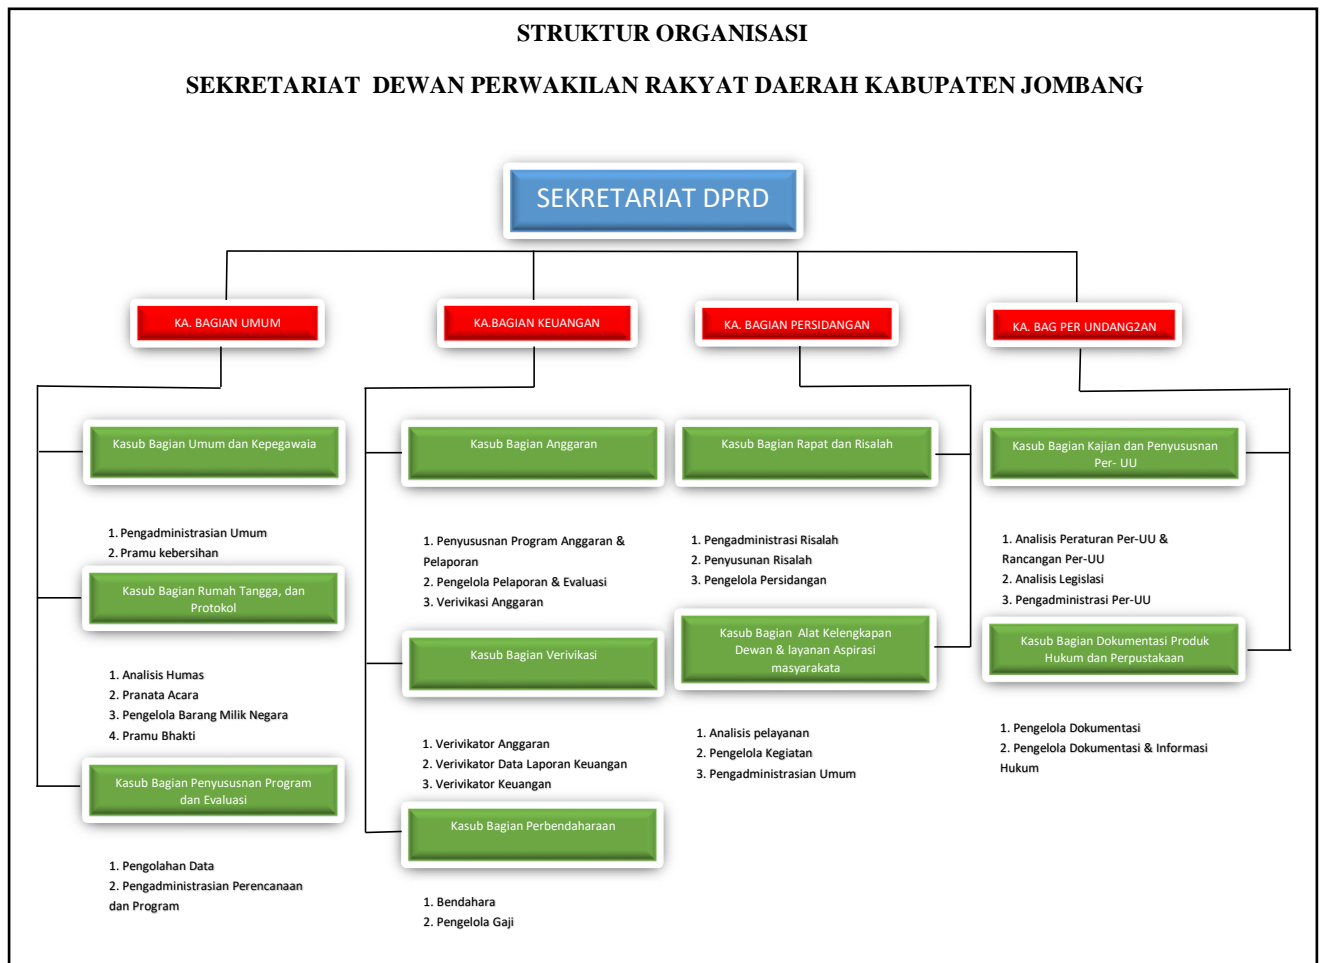 STRUKTUR ORGANISASI
SEKRETARIAT DEWAN PERWAKILAN RAKYAT DAERAH KABUPATEN JOMBANG
SEKRETARIAT DPRD
KA. BAGIAN UMUM
KA.BAGIAN KEUANGAN
KA. BAGIAN PERSIDANGAN
KA. BAG PER UNDANG2AN
Kasub Bagian Umum dan Kepegawaia
1. Pengadministrasian Umum
2. Pramu kebersihan
Kasub Bagian Rumah Tangga, dan
Protokol
1. Analisis Humas
2. Pranata Acara
3. Pengelola Barang Milik Negara
4. Pramu Bhakti
Kasub Bagian Penyususnan Program
dan Evaluasi
1. Pengolahan Data
2. Pengadministrasian Perencanaan
dan Program
Kasub Bagian Anggaran
1. Penyususnan Program Anggaran &
Pelaporan
2. Pengelola Pelaporan & Evaluasi
3. Verivikasi Anggaran
Kasub Bagian Verivikasi
1. Verivikator Anggaran
2. Verivikator Data Laporan Keuangan
3. Verivikator Keuangan
Kasub Bagian Perbendaharaan
1. Bendahara
2. Pengelola Gaji
Kasub Bagian Rapat dan Risalah
1. Pengadministrasi Risalah
2. Penyusunan Risalah
3. Pengelola Persidangan
Kasub Bagian Alat Kelengkapan
Dewan & layanan Aspirasi
masyarakata
1. Analisis pelayanan
2. Pengelola Kegiatan
3. Pengadministrasian Umum
Kasub Bagian Kajian dan Penyususnan
Per- UU
1. Analisis Peraturan Per-UU &
Rancangan Per-UU
2. Analisis Legislasi
3. Pengadministrasi Per-UU
Kasub Bagian Dokumentasi Produk
Hukum dan Perpustakaan
1. Pengelola Dokumentasi
2. Pengelola Dokumentasi & Informasi
Hukum